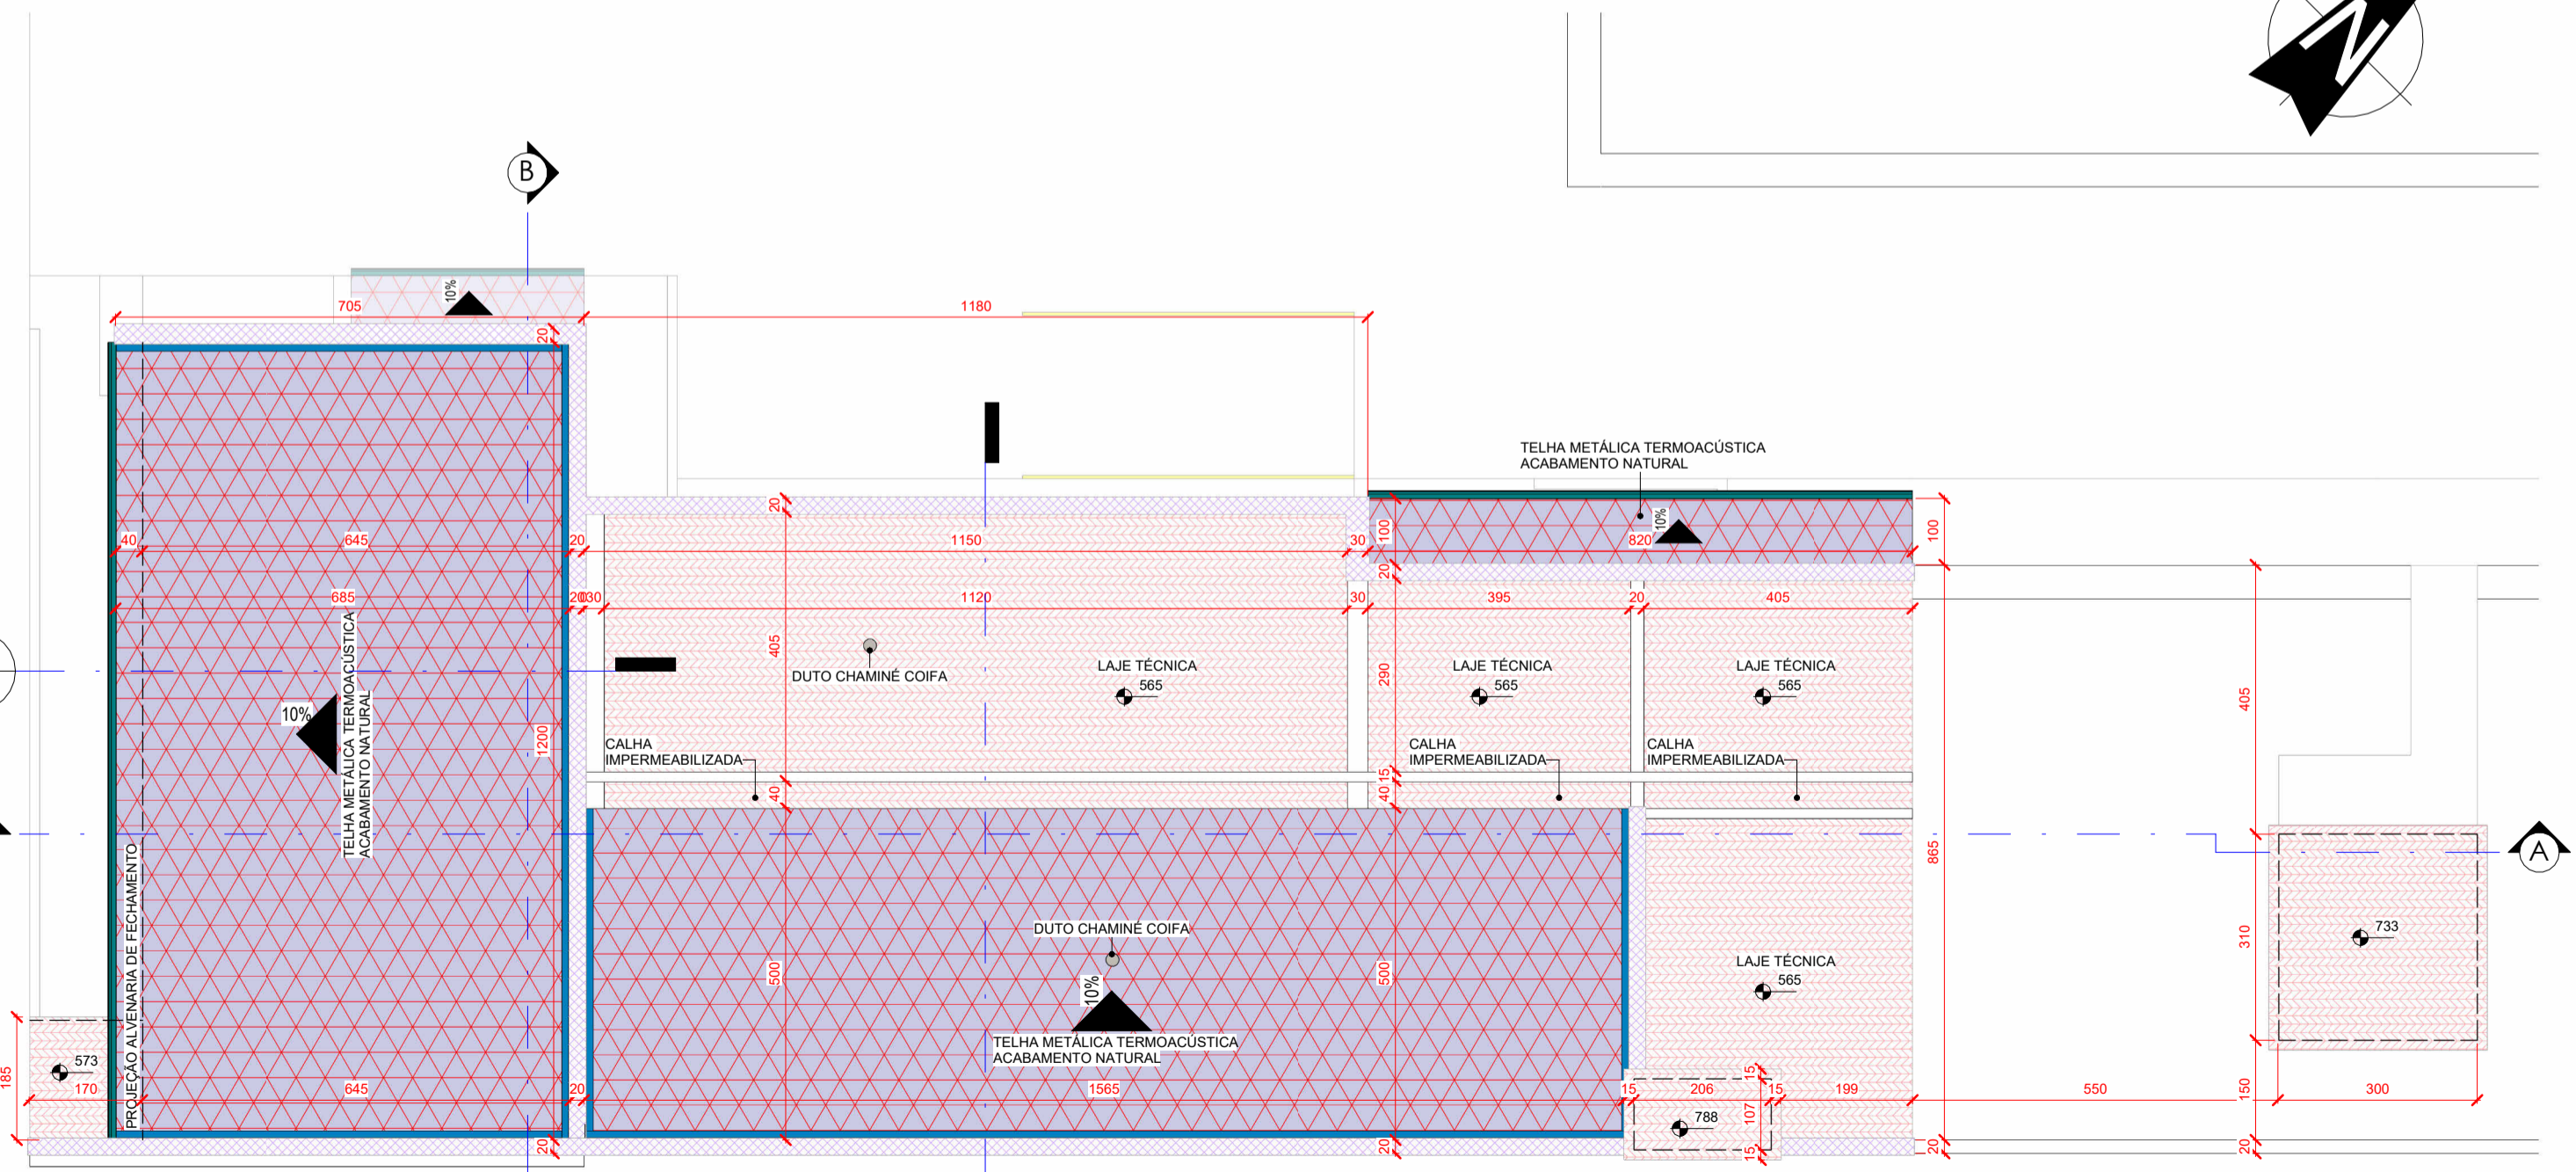 N
B
10%
705
1180
20
TELHA METÁLICA TERMOACÚSTICA
ACABAMENTO NATURAL
20
100
10%
820
100
40
645
20
1150
30
20
685
20
30
1120
30
395
20
405
TELHA METÁLICA TERMOACÚSTICA
ACABAMENTO NATURAL
10%
1200
405
DUTO CHAMINÉ COIFA
LAJE TÉCNICA
565
290
LAJE TÉCNICA
565
LAJE TÉCNICA
565
405
CALHA
IMPERMEABILIZADA
CALHA
IMPERMEABILIZADA
CALHA
IMPERMEABILIZADA
15
40
40
865
A
PROJEÇÃO ALVENARIA DE FECHAMENTO
DUTO CHAMINÉ COIFA
500
10%
500
TELHA METÁLICA TERMOACÚSTICA
ACABAMENTO NATURAL
LAJE TÉCNICA
565
310
733
573
185
170
645
20
1565
15
206
15
15
199
550
150
300
107
788
15
20
20
20
20